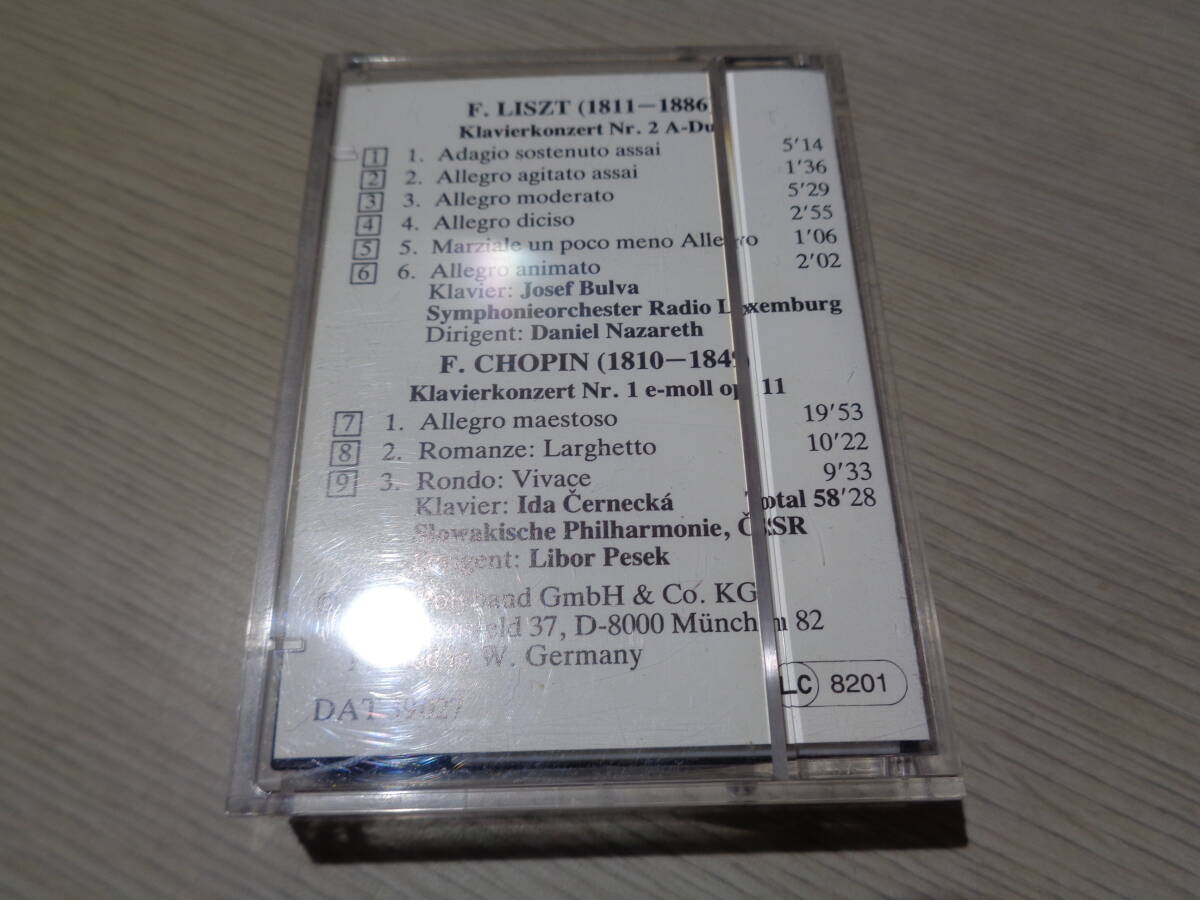 F. LISZT (1811—1886
Klavierkonzert Nr. 2 A-Du
1 1. Adagio sostenuto assai 5'14
2 2. Allegro agitato assai 1'36
3 3. Allegro moderato 5'29
4 4. Allegro diciso 2'55
5 5. Marziale un poco meno Allegro 1'06
6 6. Allegro animato 2'02
Klavier: Josef Bulva
Symphonieorchester Radio Luxemburg
Dirigent: Daniel Nazareth
F. CHOPIN (1810—1849)
Klavierkonzert Nr. 1 e-moll op. 11
7 1. Allegro maestoso 19'53
8 2. Romanze: Larghetto 10'22
9 3. Rondo: Vivace 9'33
Klavier: Ida Černecká Total 58'28
Slowakische Philharmonie, ČSSR
Dirigent: Libor Pesek
GmbH & Co. KG
37, D-8000 München 82
W. Germany
DAT 59027
LC 8201